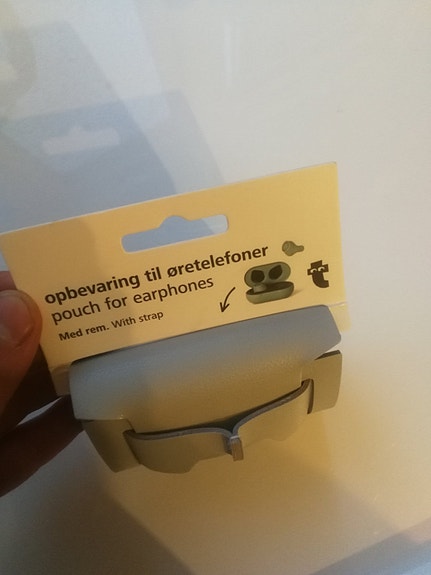 opbevaring til øretelefoner
pouch for earphones
Med rem. With strap